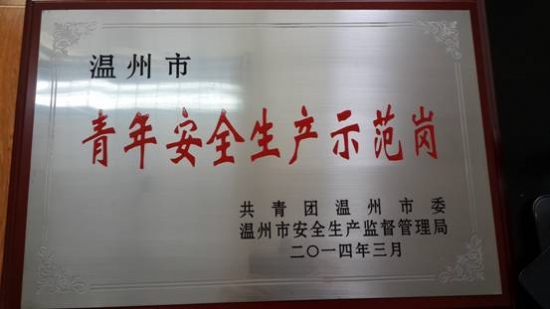 温州市
青年安全生产示范岗
共青团温州市委
温州市安全生产监督管理局
二〇一四年三月